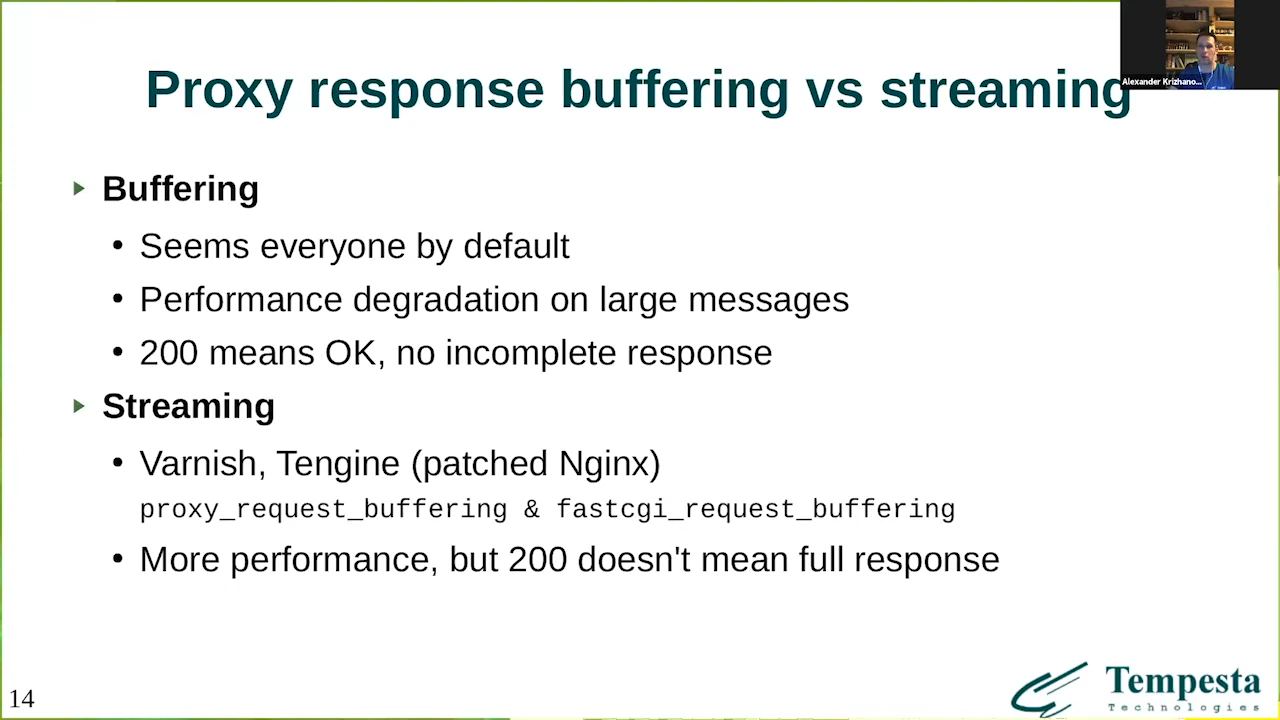 Proxy response buffering vs streaming
Alexander Krizhano...
Buffering
Seems everyone by default
Performance degradation on large messages
200 means OK, no incomplete response
Streaming
Varnish, Tengine (patched Nginx)
proxy_request_buffering & fastcgi_request_buffering
More performance, but 200 doesn't mean full response
14
Tempesta
Technologies